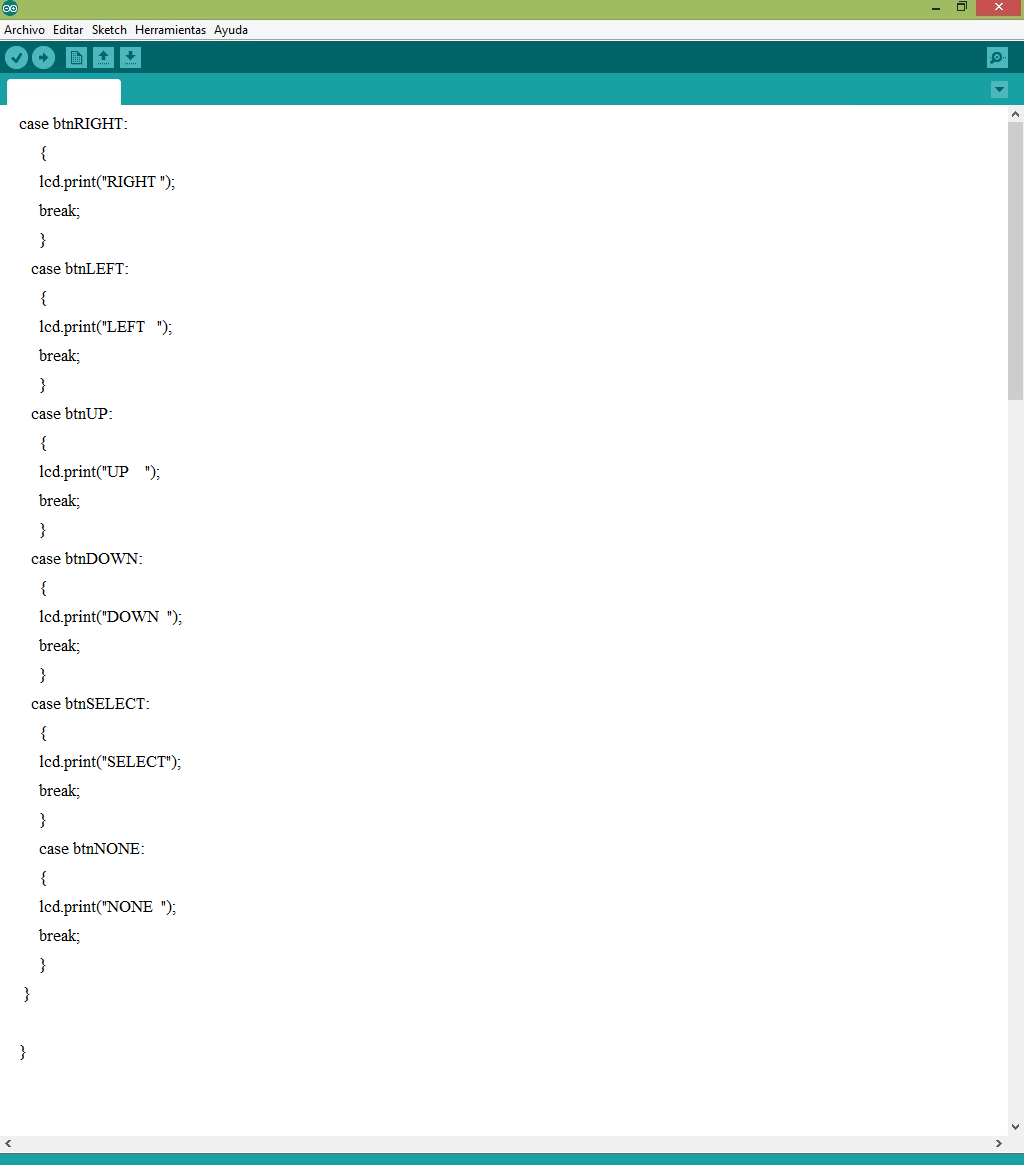 Archivo Editar Sketch Herramientas Ayuda
case btnRIGHT:
{
lcd.print("RIGHT ");
break;
}
case btnLEFT:
{
lcd.print("LEFT   ");
break;
}
case btnUP:
{
lcd.print("UP    ");
break;
}
case btnDOWN:
{
lcd.print("DOWN  ");
break;
}
case btnSELECT:
{
lcd.print("SELECT");
break;
}
case btnNONE:
{
lcd.print("NONE  ");
break;
}
}
}